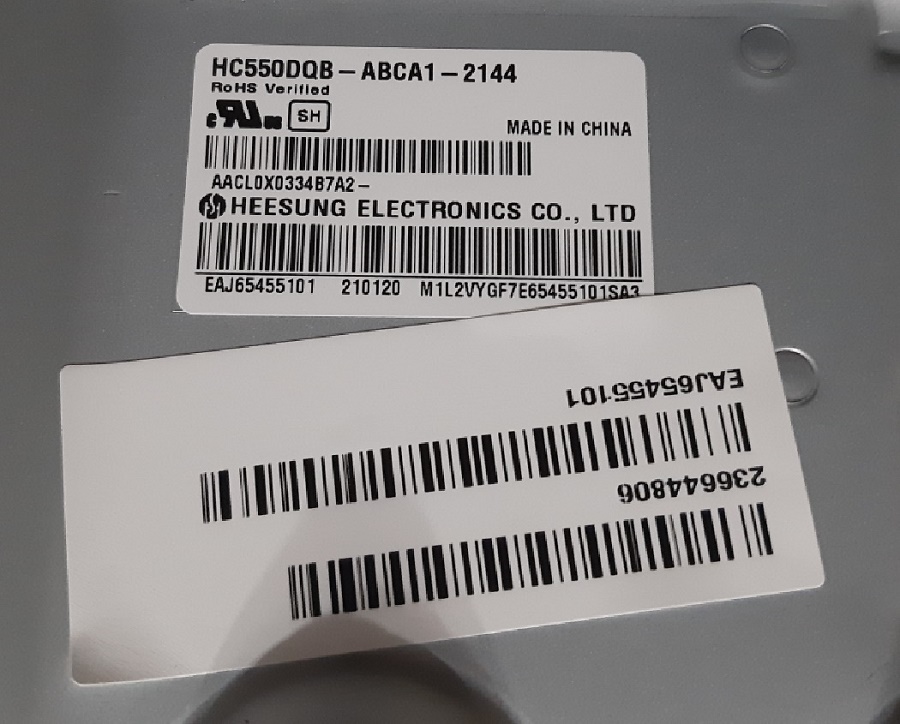 HC550DQB-ABCA1-2144
RoHS Verified
SH
MADE IN CHINA
AACL0X0334B7A2-
HEESUNG ELECTRONICS CO., LTD
EAJ65455101 210120 M1L2VYGF7E65455101SA3
EAJ65455101
236644806